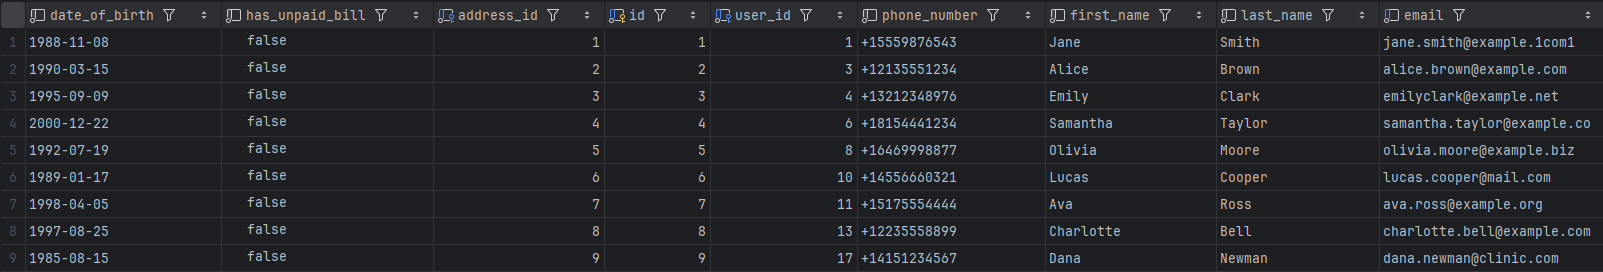 date_of_birth has_unpaid_bill address_id id user_id phone_number first_name last_name email
1 1988-11-08 false 1 1 1 +15559876543 Jane Smith jane.smith@example.1com1
2 1990-03-15 false 2 2 3 +12135551234 Alice Brown alice.brown@example.com
3 1995-09-09 false 3 3 4 +13212348976 Emily Clark emilyclark@example.net
4 2000-12-22 false 4 4 6 +18154441234 Samantha Taylor samantha.taylor@example.co
5 1992-07-19 false 5 5 8 +16469998877 Olivia Moore olivia.moore@example.biz
6 1989-01-17 false 6 6 10 +14556660321 Lucas Cooper lucas.cooper@mail.com
7 1998-04-05 false 7 7 11 +15175554444 Ava Ross ava.ross@example.org
8 1997-08-25 false 8 8 13 +12235558899 Charlotte Bell charlotte.bell@example.com
9 1985-08-15 false 9 9 17 +14151234567 Dana Newman dana.newman@clinic.com